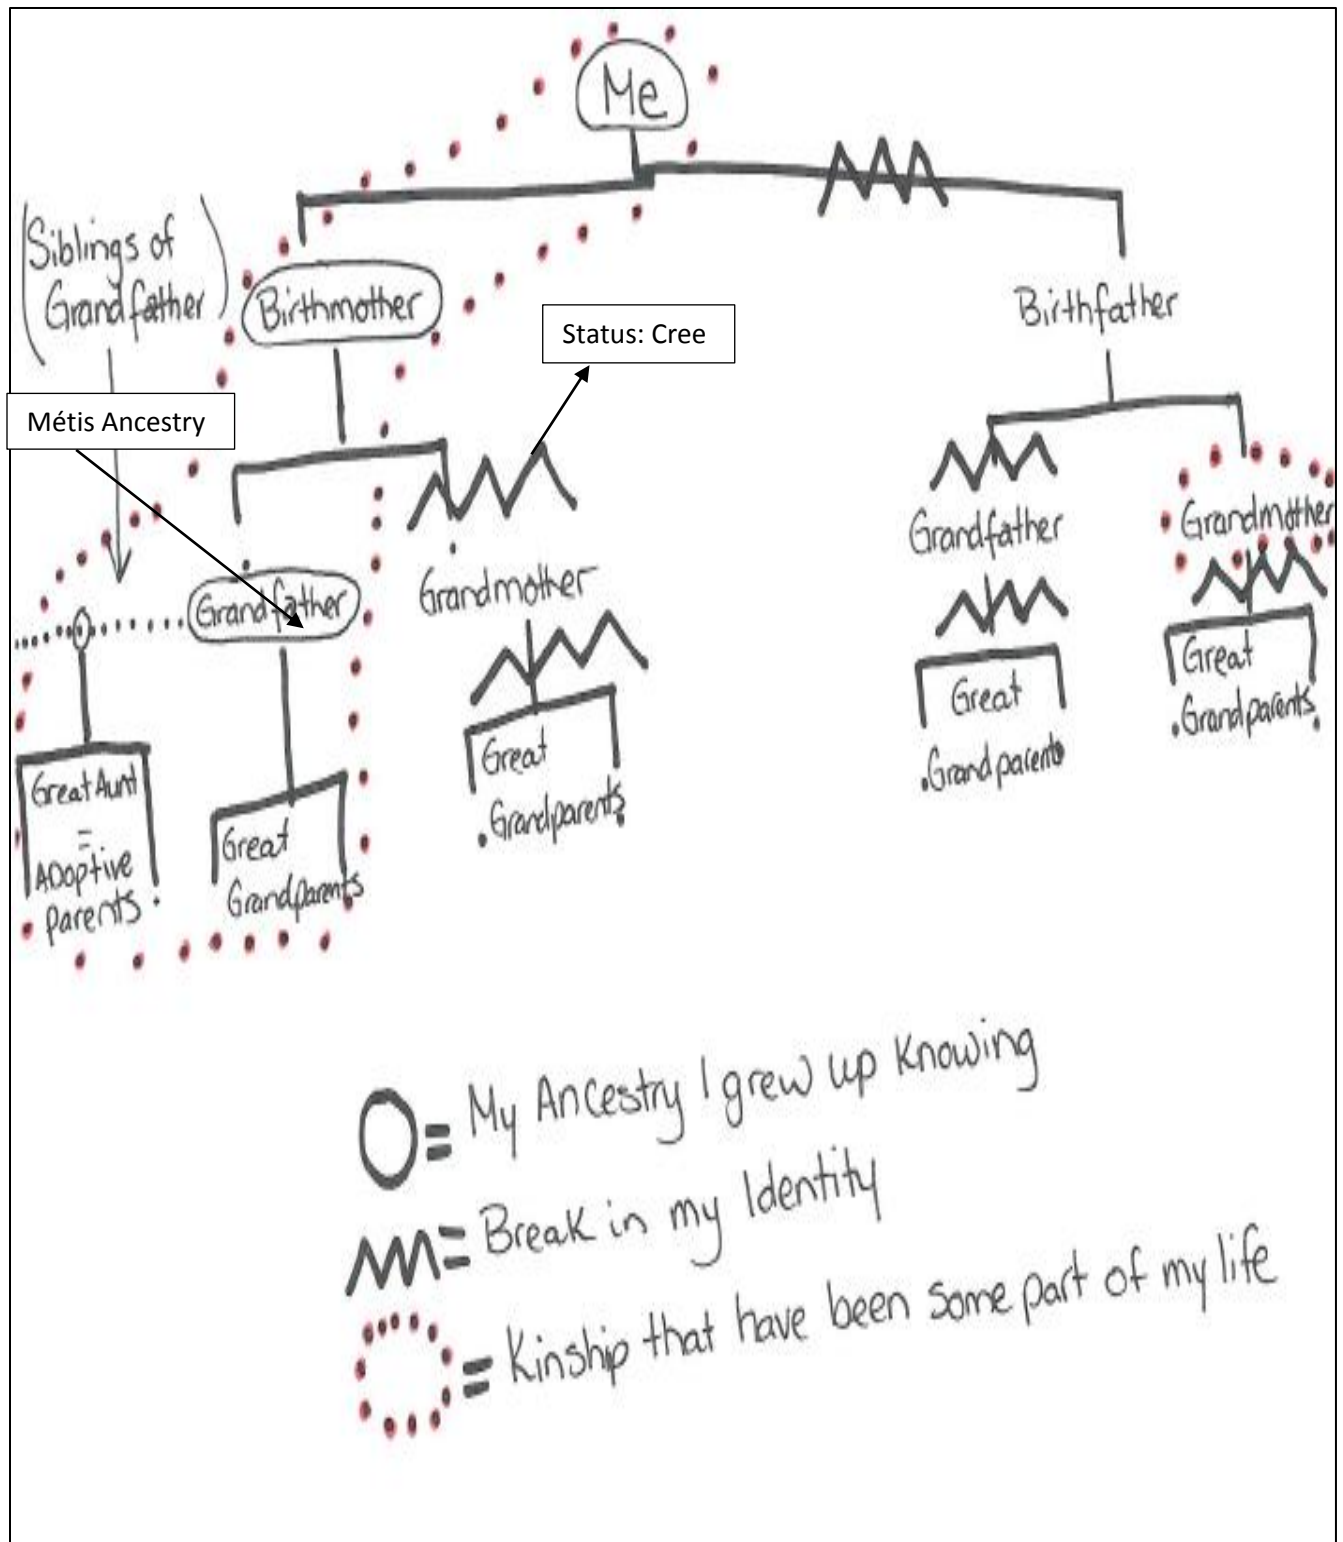 Me
(Siblings of
Grandfather)
Birthmother
Status: Cree
Birthfather
Métis Ancestry
Grandfather
Grandmother
Grandfather
Grandmother
Great Aunt
=
ADoptive
parents
Great
Grandparents
Great
Grandparents
Great
Grandparents
Great
Grandparents
= My Ancestry I grew up Knowing
= Break in my Identity
= Kinship that have been some part of my life